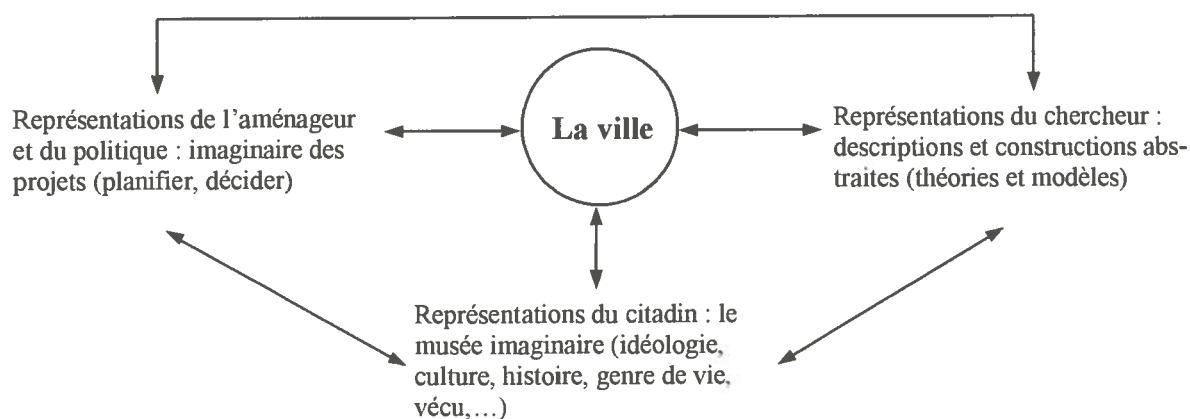 Représentations de l'aménageur
et du politique : imaginaire des
projets (planifier, décider)
La ville
Représentations du chercheur :
descriptions et constructions abs-
traites (théories et modèles)
Représentations du citadin : le
musée imaginaire (idéologie,
culture, histoire, genre de vie,
vécu,…)